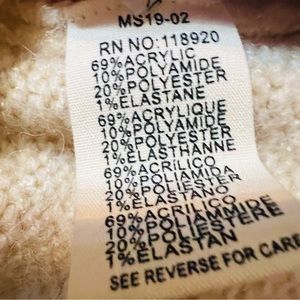 MS19-02
RN NO:118920
69%ACRYLIC
10%POLYAMIDE
20%POLYESTER
1%ELASTANE
69%ACRYLIQUE
10%POLYAMIDE
20%POLYESTER
1%ELASTHANNE
69%ACRILICO
10%POLIAMIDA
20%POLIESTER
1%ELASTANO
69%ACRILICO
10%POLIAMMIDE
20%POLIESTERE
1%ELASTAN
SEE REVERSE FOR CARE